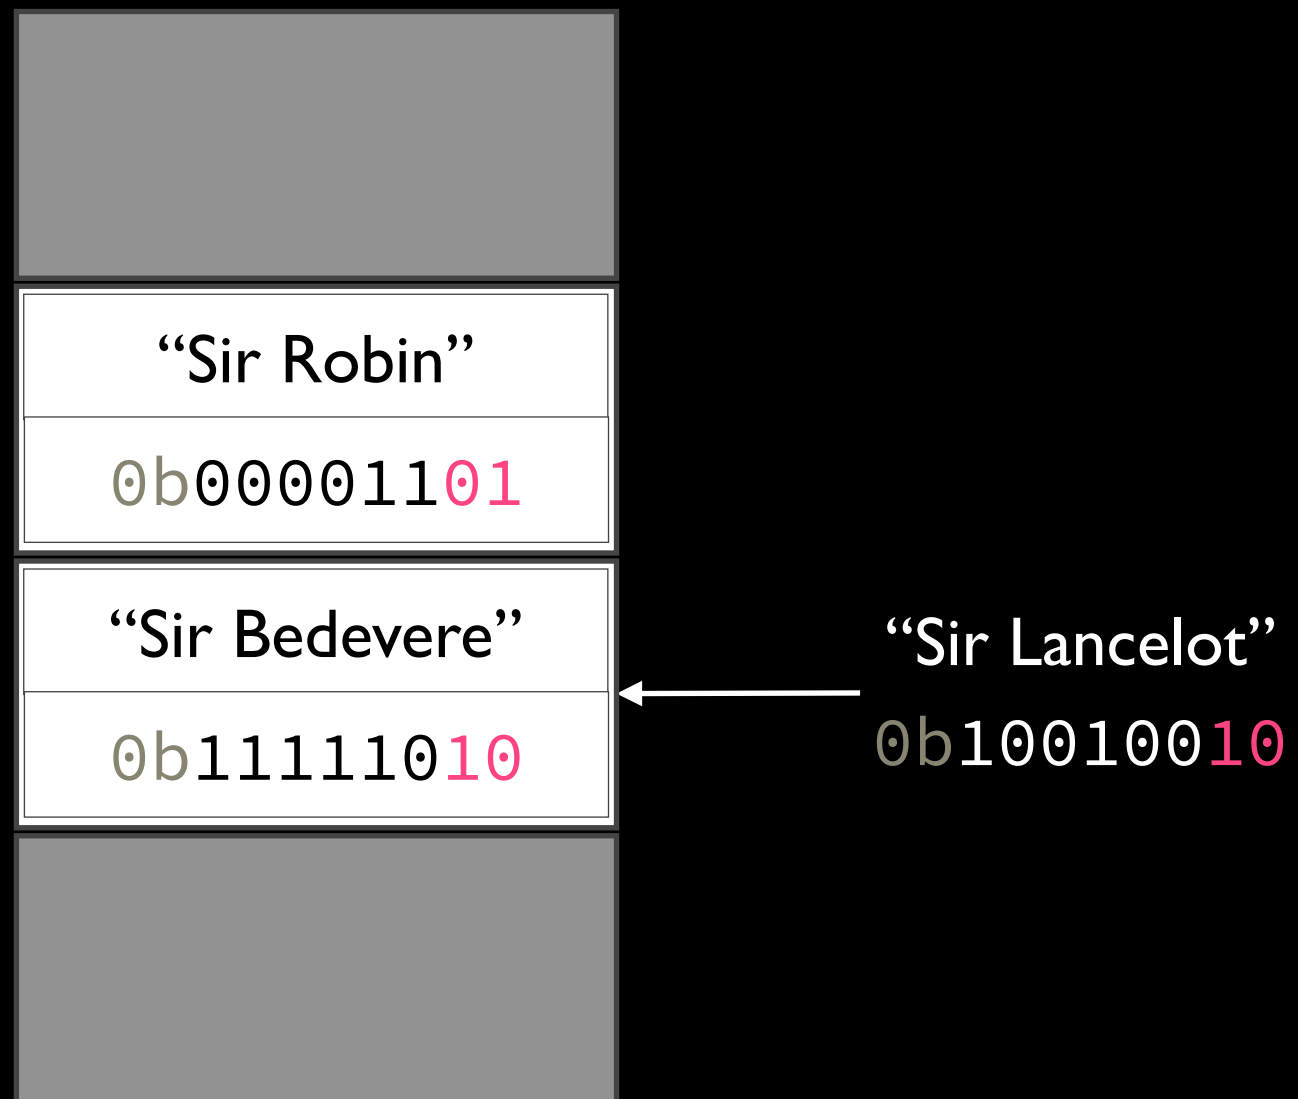 “Sir Robin”
0b00001101
“Sir Bedevere”
0b11111010
“Sir Lancelot”
0b10010010